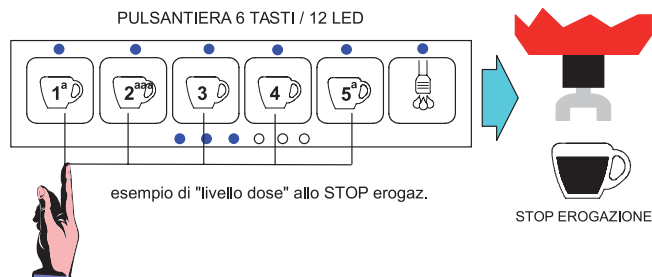 PULSANTIERA 6 TASTI / 12 LED
1a 2aaa 3 4 5a
esempio di "livello dose" allo STOP erogaz.
STOP EROGAZIONE